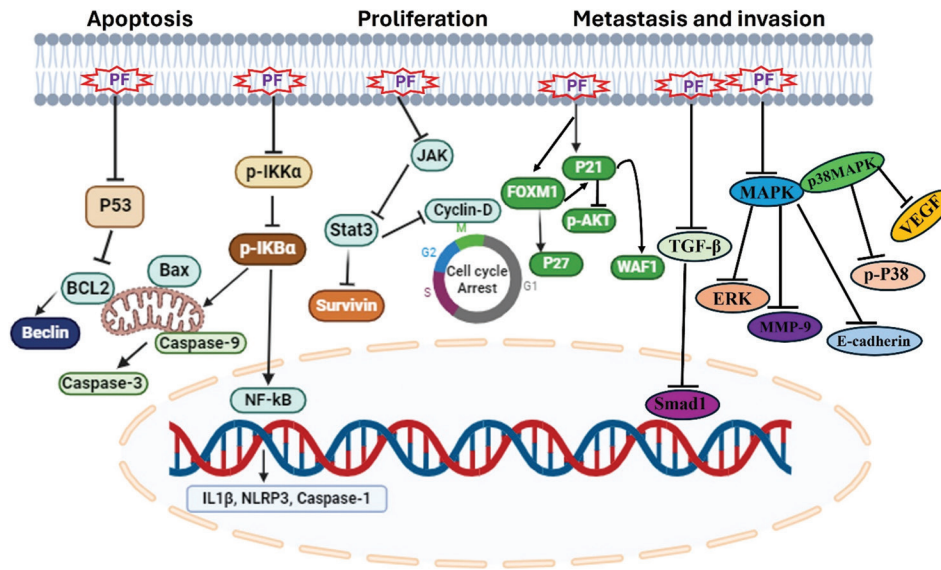 Apoptosis
Proliferation
Metastasis and invasion
PF
PF
PF
PF
PF
PF
p-IKKα
JAK
P21
FOXM1
p38MAPK
MAPK
P53
Cyclin-D
p-AKT
VEGF
Stat3
p-IKBα
M
TGF-β
Bax
G2
Cell cycle
Arrest
P27
WAF1
p-P38
BCL2
G1
S
ERK
Survivin
Beclin
MMP-9
Caspase-9
E-cadherin
Caspase-3
NF-kB
Smad1
IL1β, NLRP3, Caspase-1